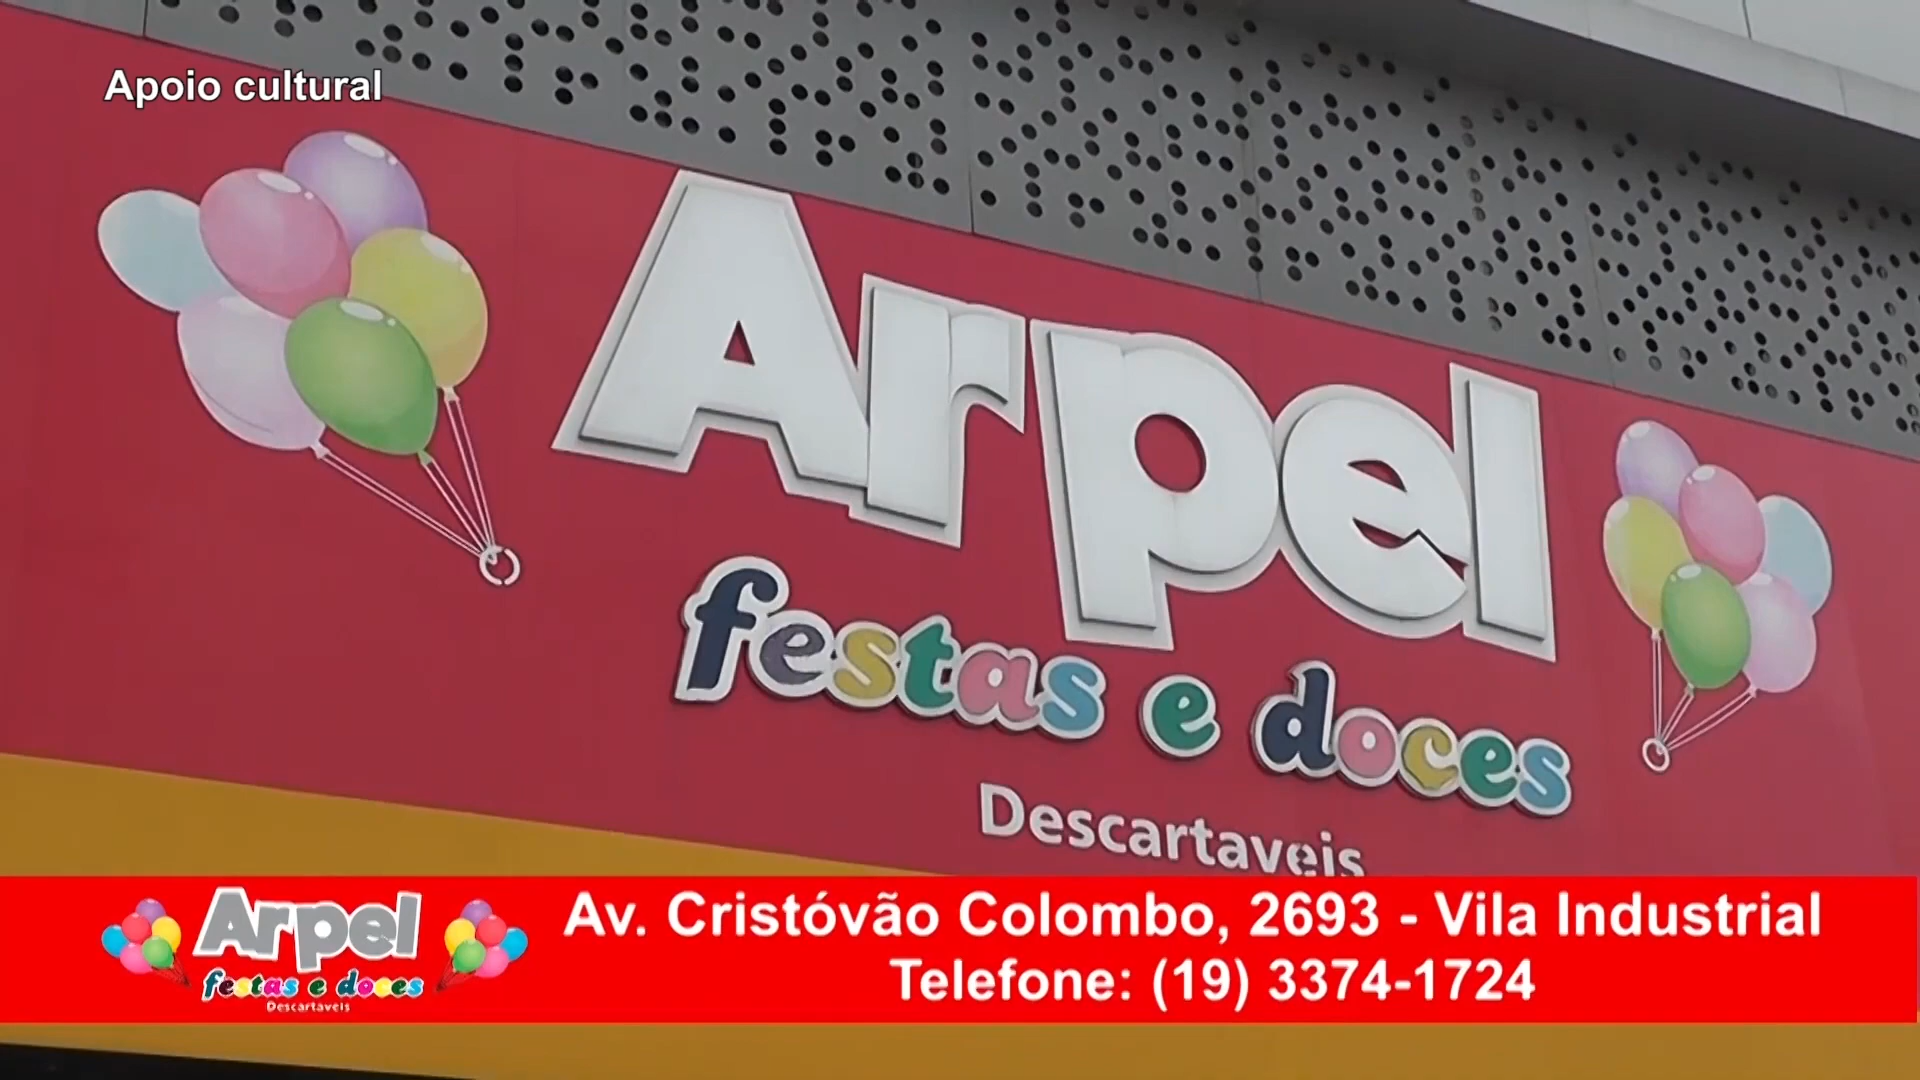 Apoio cultural
Arpel
festas e doces
Descartaveis
Arpel
festas e doces
Descartaveis
Av. Cristóvão Colombo, 2693 - Vila Industrial
Telefone: (19) 3374-1724